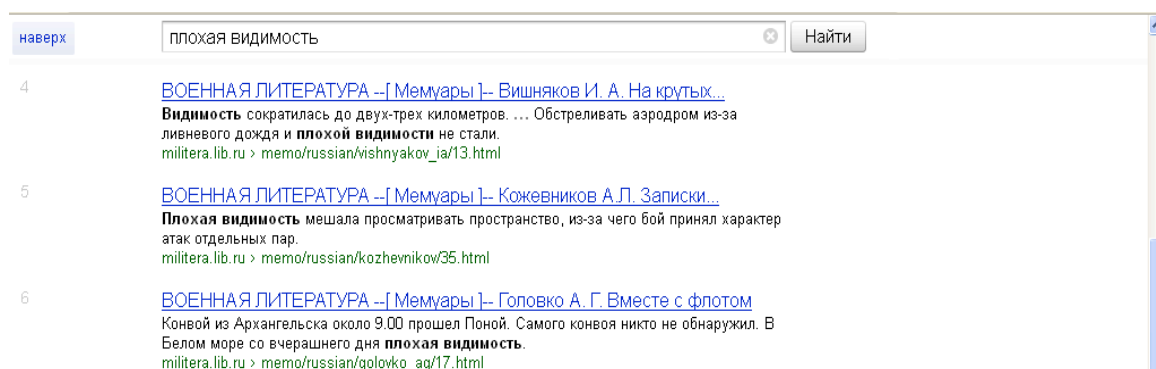 наверх
плохая видимость
Найти
4
ВОЕННАЯ ЛИТЕРАТУРА --[ Мемуары ]-- Вишняков И. А. На крутых...
Видимость сократилась до двух-трех километров. ... Обстреливать аэродром из-за
ливневого дождя и плохой видимости не стали.
militera.lib.ru › memo/russian/vishnyakov_ia/13.html
5
ВОЕННАЯ ЛИТЕРАТУРА --[ Мемуары ]-- Кожевников А.Л. Записки...
Плохая видимость мешала просматривать пространство, из-за чего бой принял характер
атак отдельных пар.
militera.lib.ru › memo/russian/kozhevnikov/35.html
6
ВОЕННАЯ ЛИТЕРАТУРА --[ Мемуары ]-- Головко А. Г. Вместе с флотом
Конвой из Архангельска около 9.00 прошел Поной. Самого конвоя никто не обнаружил. В
Белом море со вчерашнего дня плохая видимость.
militera.lib.ru › memo/russian/golovko_ag/17.html